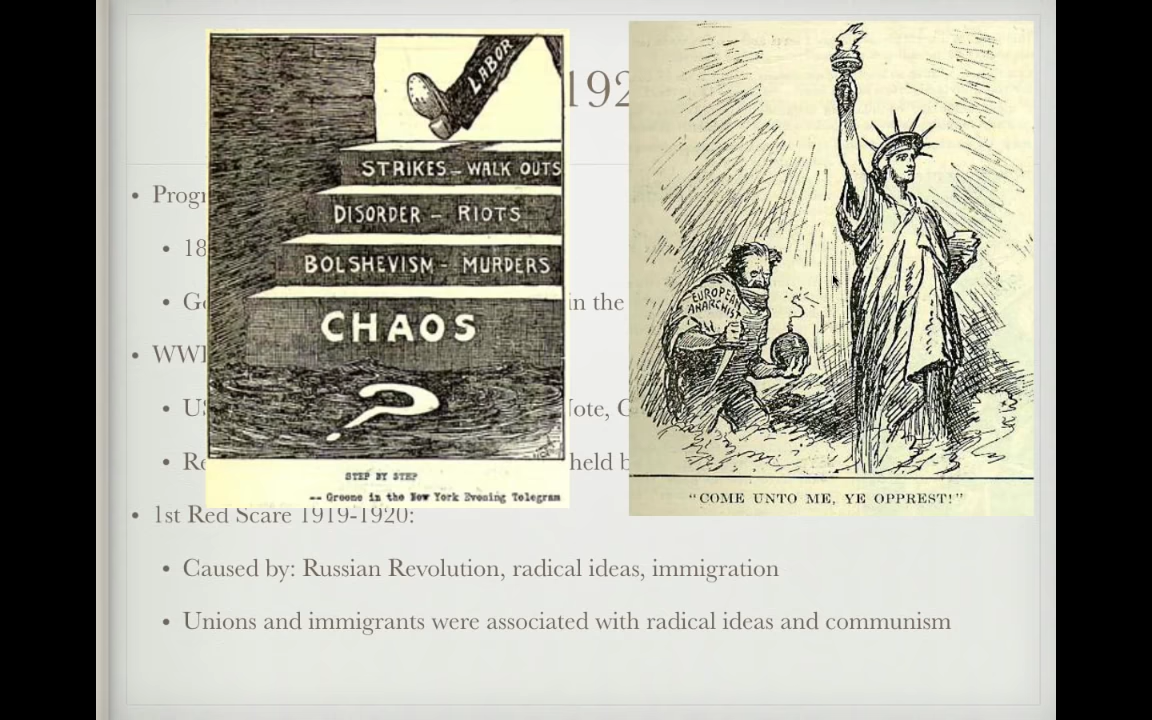 192
LABOR
STRIKES - WALK OUTS
DISORDER - RIOTS
BOLSHEVISM - MURDERS
CHAOS
?
STEP BY STEP
-- Greene in the New York Evening Telegram
EUROPEAN
ANARCHIST
"COME UNTO ME, YE OPPREST!"
• Progr
• 18
• G in the
• WWI
• US Note, G
• Re held b
• 1st Red Scare 1919-1920:
• Caused by: Russian Revolution, radical ideas, immigration
• Unions and immigrants were associated with radical ideas and communism